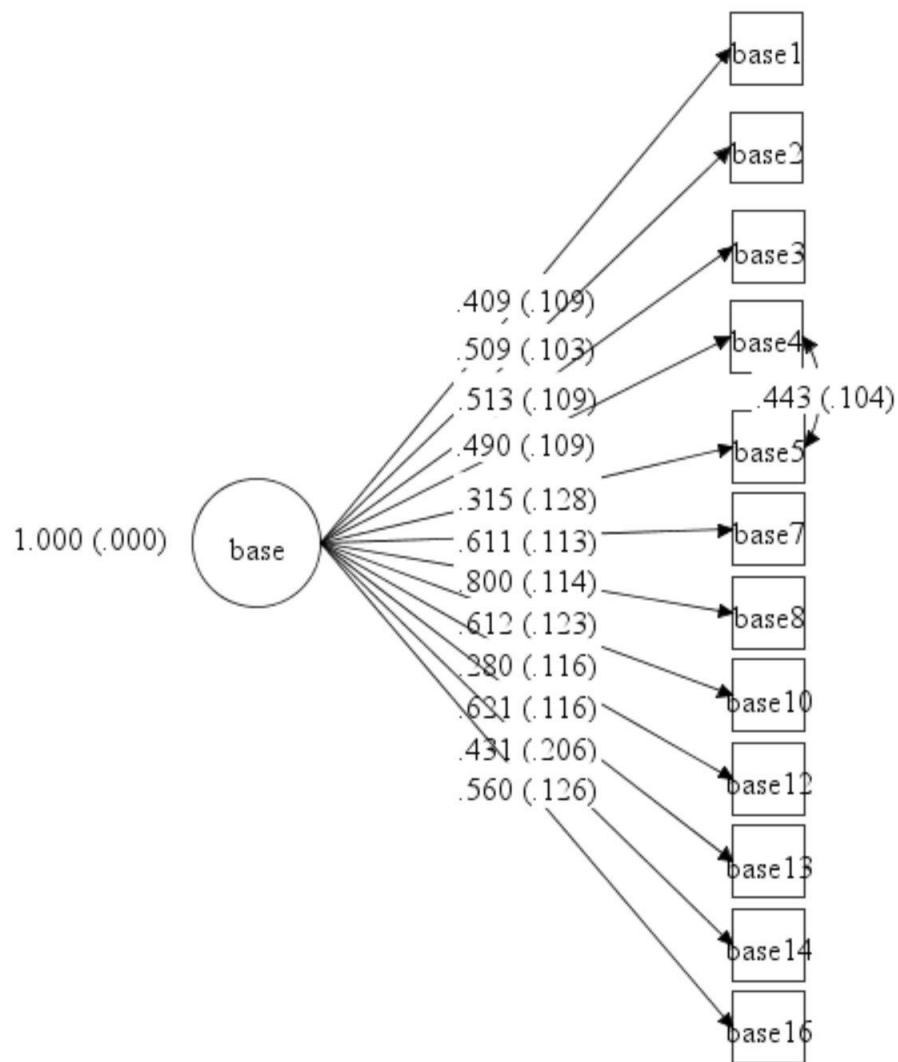 base1
base2
base3
.409 (.109)
base4
.509 (.103)
.513 (.109)
.443 (.104)
.490 (.109)
base5
.315 (.128)
base7
1.000 (.000)
base
.611 (.113)
.800 (.114)
base8
.612 (.123)
.280 (.116)
base10
.621 (.116)
.431 (.206)
base12
.560 (.126)
base13
base14
base16